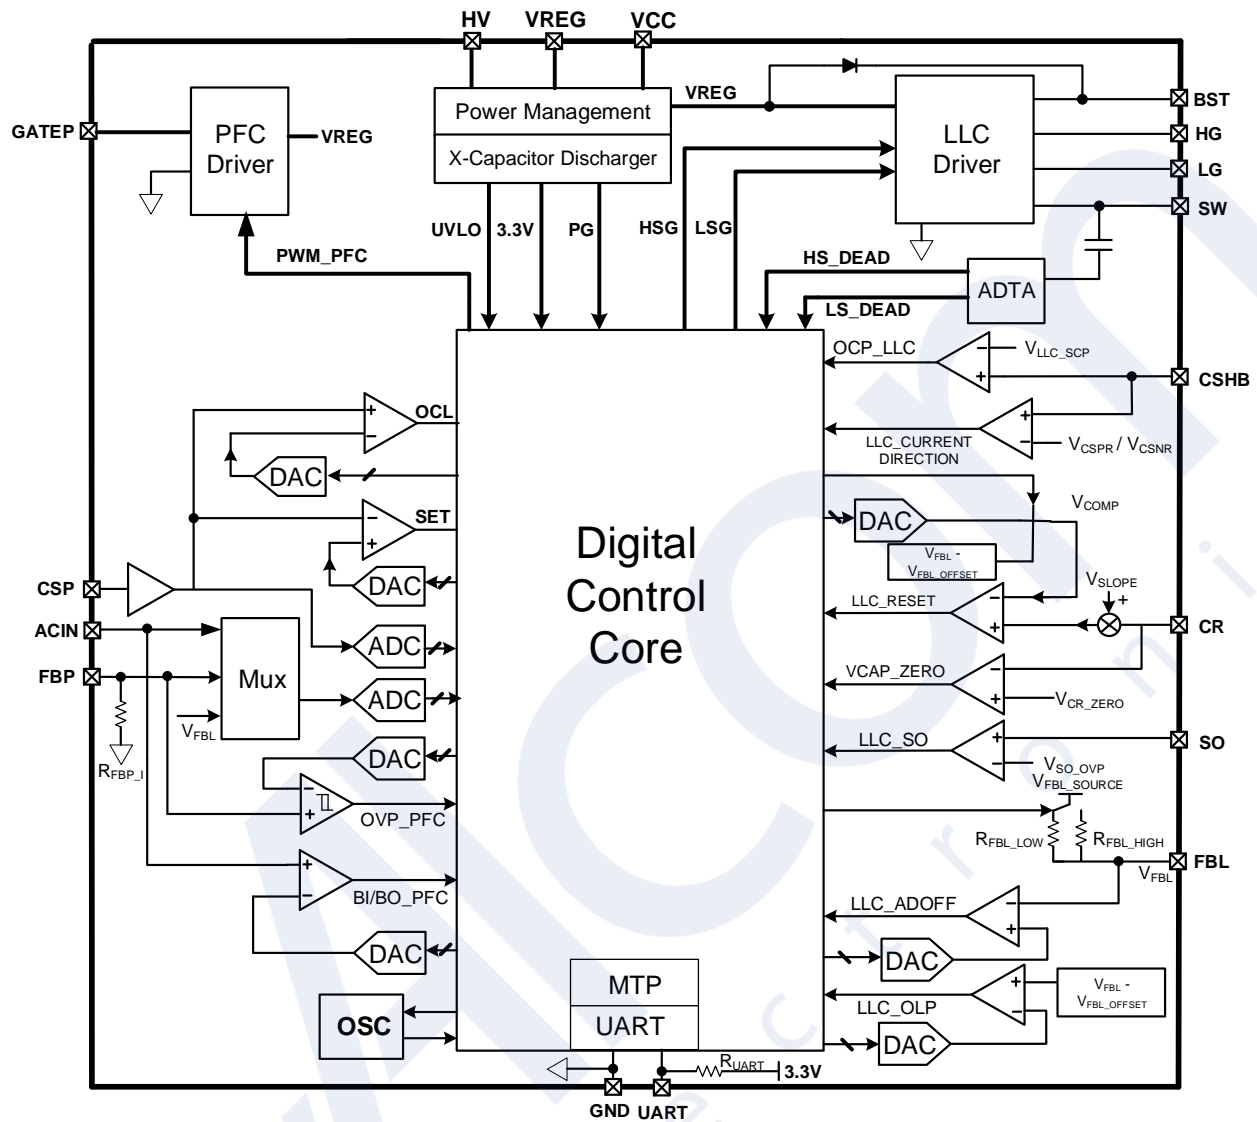 HV VREG VCC
GATEP
PFC
Driver
VREG
Power Management
X-Capacitor Discharger
VREG
LLC
Driver
BST
HG
LG
SW
UVLO 3.3V PG HSG LSG
PWM_PFC
HS_DEAD
LS_DEAD
ADTA
OCP_LLC
VLLC_SCP
CSHB
LLC_CURRENT
DIRECTION
VCSPR / VCSNR
+
-
OCL
DAC
-
+
SET
DAC
CSP
ACIN
FBP
Mux
ADC
ADC
VFBL
RFBP_I
DAC
-
+
OVP_PFC
+
-
BI/BO_PFC
DAC
OSC
Digital
Control
Core
MTP
UART
-
+
+
-
DAC
VCOMP
VFBL -
VFBL_OFFSET
VSLOPE
+
LLC_RESET
-
+
CR
VCAP_ZERO
-
+
VCR_ZERO
LLC_SO
+
-
SO
VSO_OVP
VFBL_SOURCE
RFBL_LOW
RFBL_HIGH
FBL
VFBL
LLC_ADOFF
-
+
DAC
LLC_OLP
+
-
VFBL -
VFBL_OFFSET
DAC
RUART
3.3V
GND UART